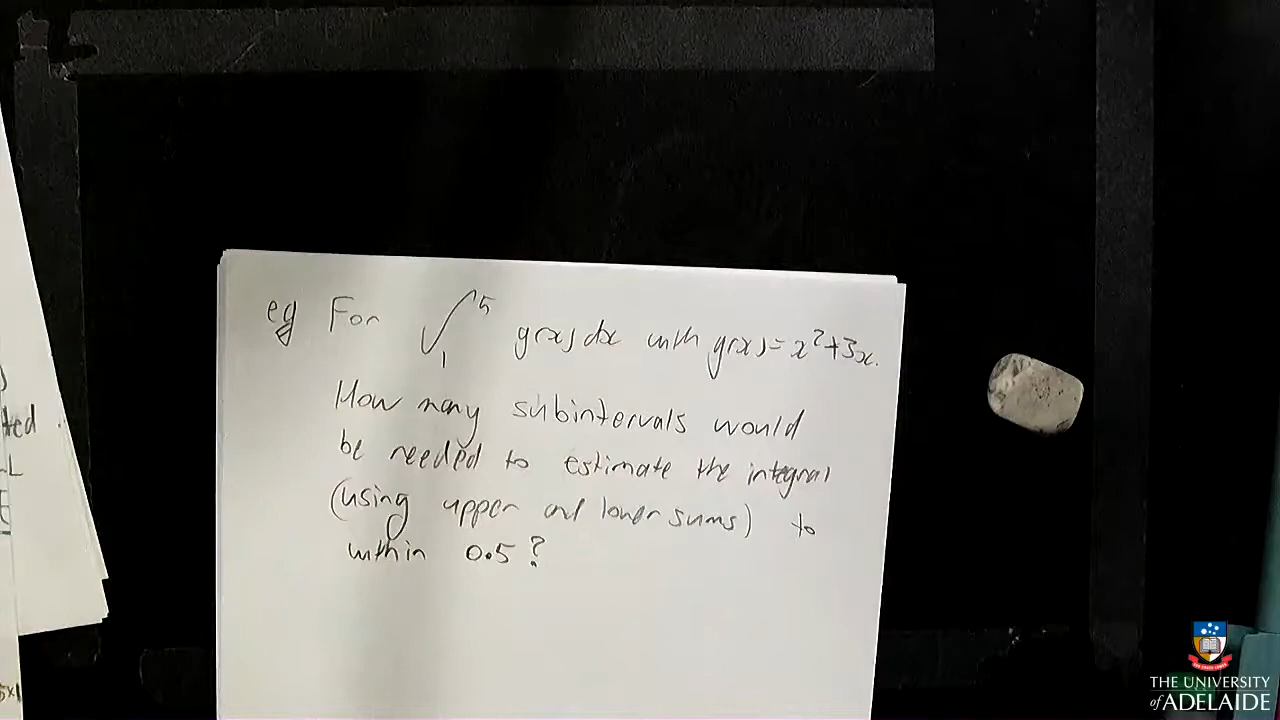 eg For ∫₁⁵ g(x) dx with g(x) = x²+3x.
How many subintervals would
be needed to estimate the integral
(using upper and lower sums) to
within 0.5?
ted
THE UNIVERSITY
of ADELAIDE